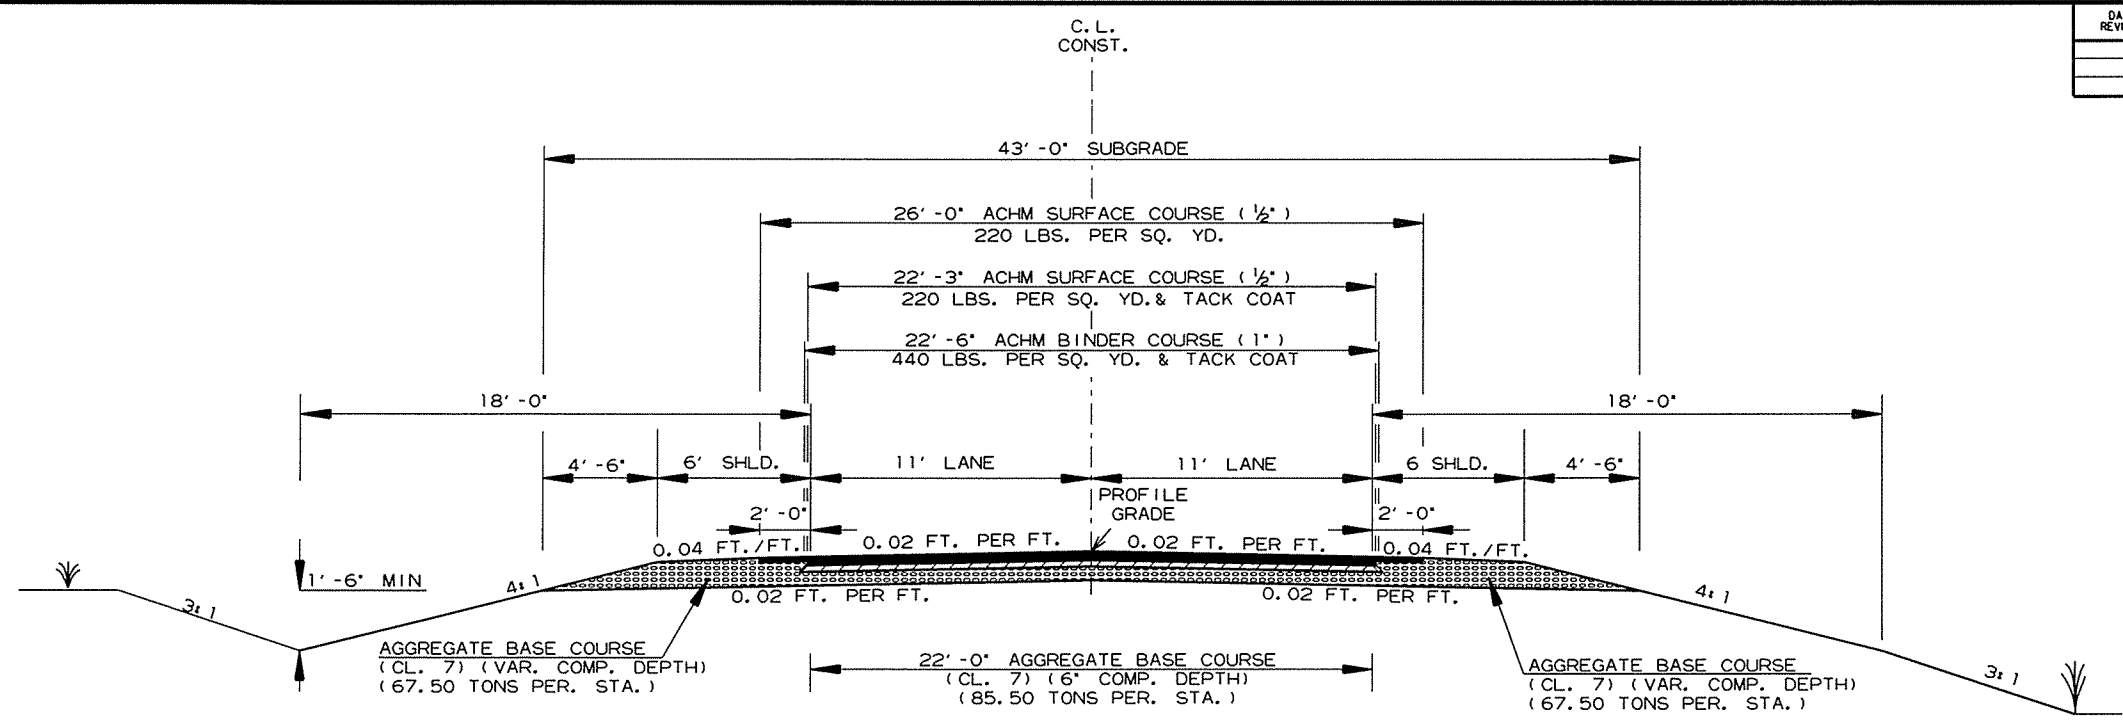 C.L.
CONST.
43'-0" SUBGRADE
26'-0" ACHM SURFACE COURSE (½")
220 LBS. PER SQ. YD.
22'-3" ACHM SURFACE COURSE (½")
220 LBS. PER SQ. YD.& TACK COAT
22'-6" ACHM BINDER COURSE (1")
440 LBS. PER SQ. YD. & TACK COAT
18'-0" 18'-0"
4'-6" 6' SHLD. 11' LANE 11' LANE 6 SHLD. 4'-6"
PROFILE
GRADE
2'-0" 2'-0"
0.04 FT./FT. 0.02 FT. PER FT. 0.02 FT. PER FT. 0.04 FT./FT.
1'-6" MIN
3:1 4:1 0.02 FT. PER FT. 0.02 FT. PER FT. 4:1 3:1
AGGREGATE BASE COURSE
(CL. 7) (VAR. COMP. DEPTH)
(67.50 TONS PER. STA.)
22'-0" AGGREGATE BASE COURSE
(CL. 7) (6" COMP. DEPTH)
(85.50 TONS PER. STA.)
AGGREGATE BASE COURSE
(CL. 7) (VAR. COMP. DEPTH)
(67.50 TONS PER. STA.)